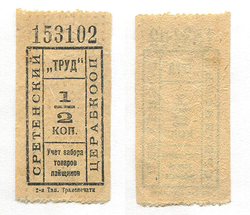 153102
СРЕТЕНСКИЙ
„ТРУД"
1
2
КОП.
Учет забора
товаров
пайщиков
ЦЕРАБКООП